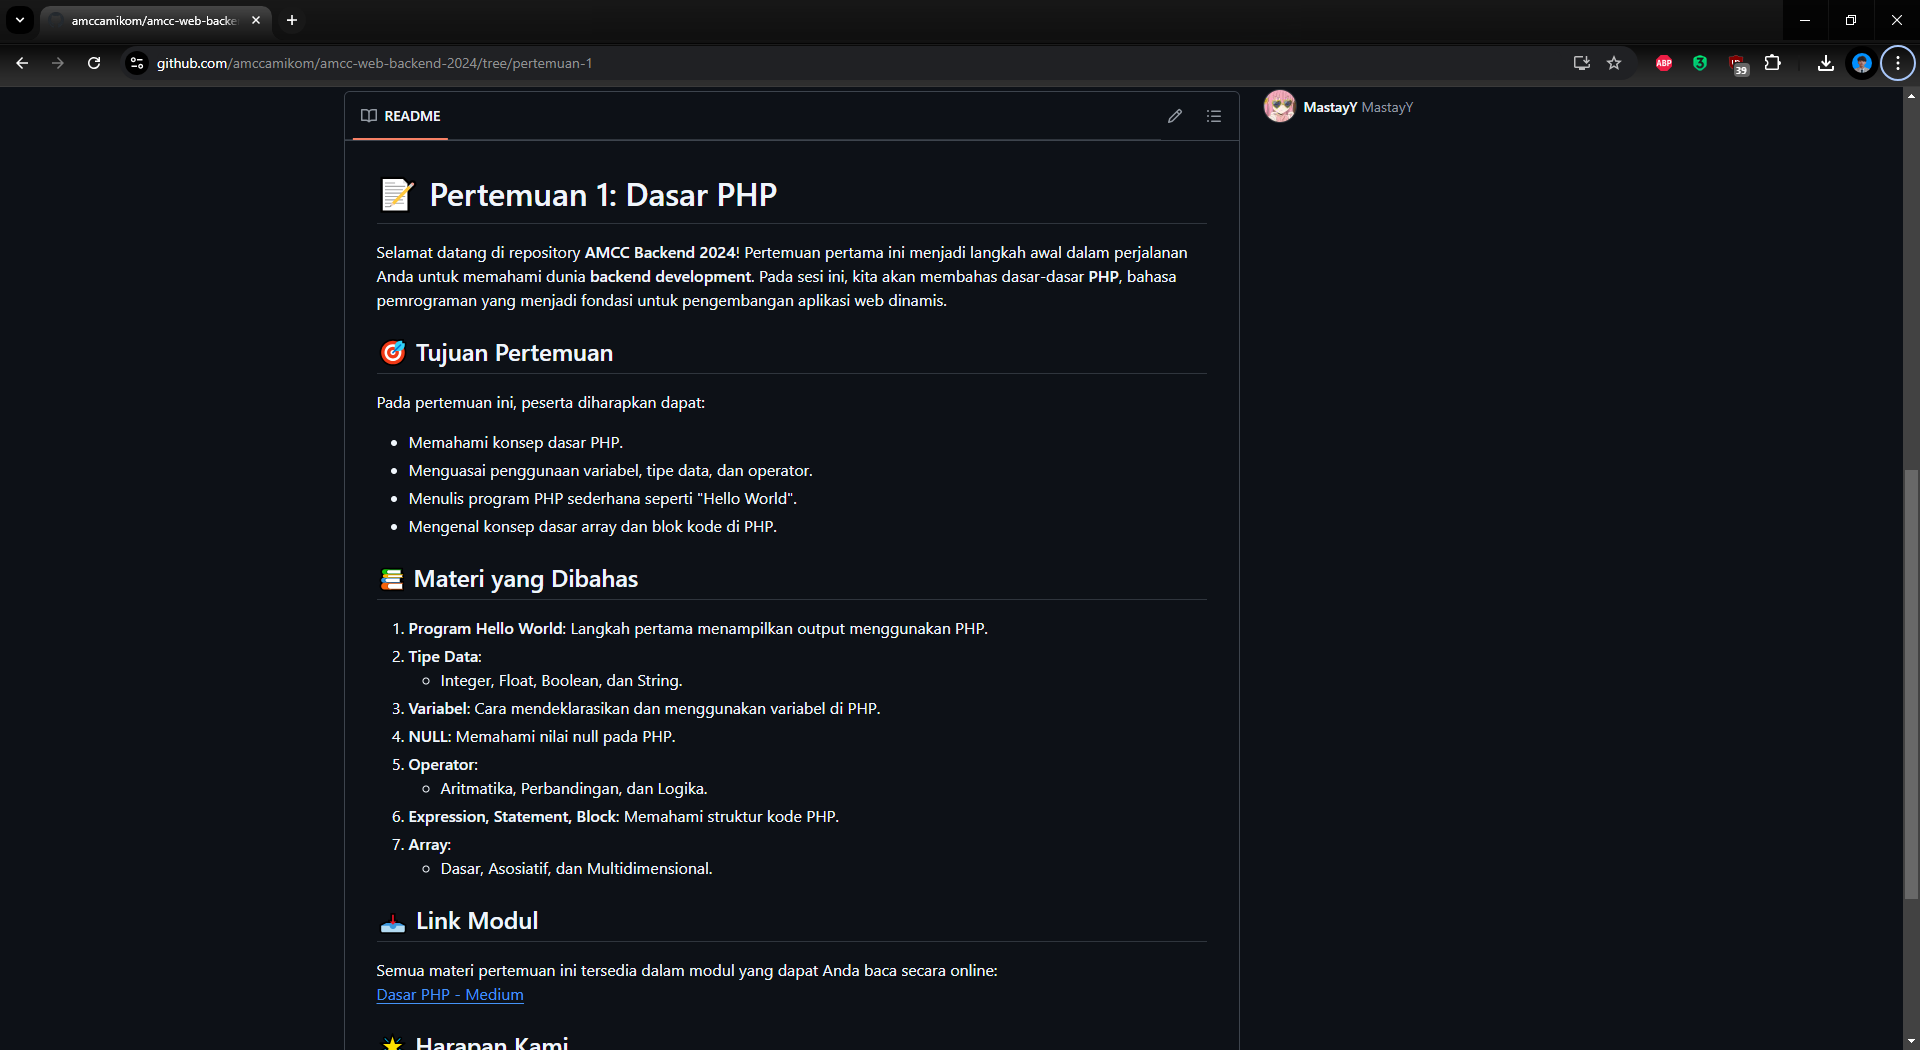 amccamikom/amcc-web-backe
github.com/amccamikom/amcc-web-backend-2024/tree/pertemuan-1
ABP
3
39
README
MastayY MastayY
Pertemuan 1: Dasar PHP
Selamat datang di repository AMCC Backend 2024! Pertemuan pertama ini menjadi langkah awal dalam perjalanan
Anda untuk memahami dunia backend development. Pada sesi ini, kita akan membahas dasar-dasar PHP, bahasa
pemrograman yang menjadi fondasi untuk pengembangan aplikasi web dinamis.
Tujuan Pertemuan
Pada pertemuan ini, peserta diharapkan dapat:
• Memahami konsep dasar PHP.
• Menguasai penggunaan variabel, tipe data, dan operator.
• Menulis program PHP sederhana seperti "Hello World".
• Mengenal konsep dasar array dan blok kode di PHP.
Materi yang Dibahas
1. Program Hello World: Langkah pertama menampilkan output menggunakan PHP.
2. Tipe Data:
◦ Integer, Float, Boolean, dan String.
3. Variabel: Cara mendeklarasikan dan menggunakan variabel di PHP.
4. NULL: Memahami nilai null pada PHP.
5. Operator:
◦ Aritmatika, Perbandingan, dan Logika.
6. Expression, Statement, Block: Memahami struktur kode PHP.
7. Array:
◦ Dasar, Asosiatif, dan Multidimensional.
Link Modul
Semua materi pertemuan ini tersedia dalam modul yang dapat Anda baca secara online:
Dasar PHP - Medium
Harapan Kami